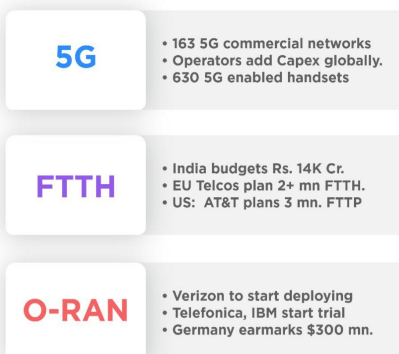 5G
• 163 5G commercial networks
• Operators add Capex globally.
• 630 5G enabled handsets
FTTH
• India budgets Rs. 14K Cr.
• EU Telcos plan 2+ mn FTTH.
• US: AT&T plans 3 mn. FTTP
O-RAN
• Verizon to start deploying
• Telefonica, IBM start trial
• Germany earmarks $300 mn.